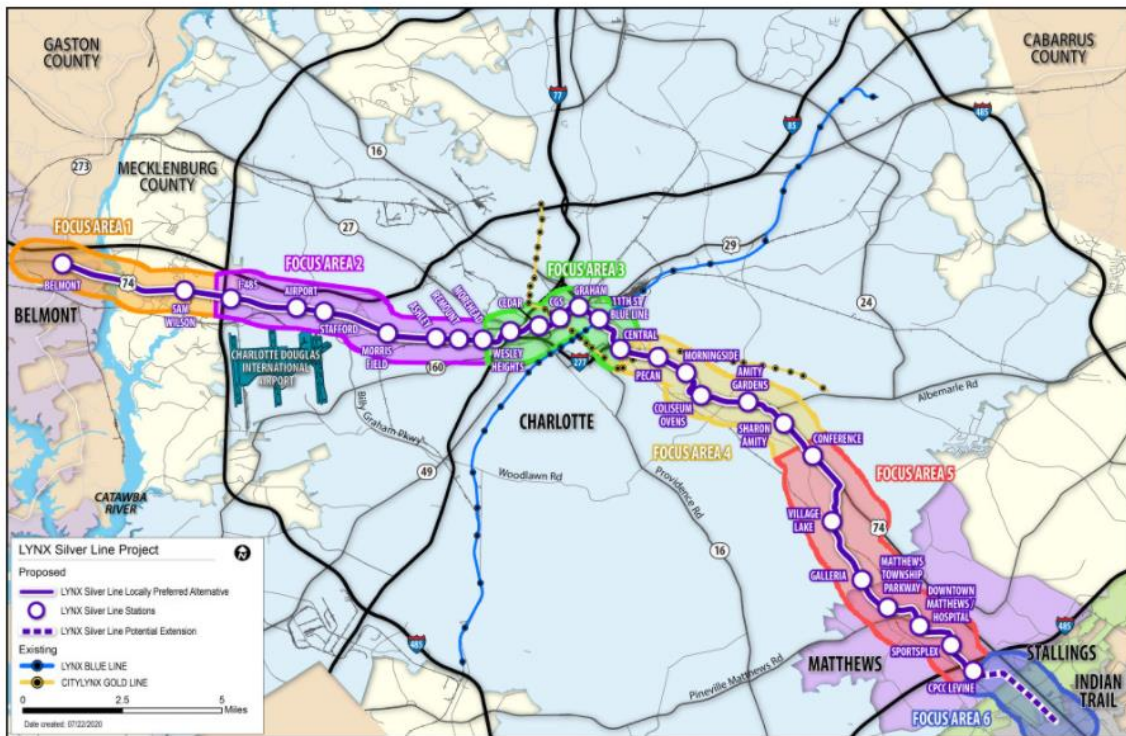 GASTON
COUNTY
CABARRUS
COUNTY
77
85
485
16
273
MECKLENBURG
COUNTY
27
29
FOCUS AREA 1
FOCUS AREA 2
FOCUS AREA 3
24
BELMONT
74
SAM
WILSON
I-485
AIRPORT
STAFFORD
MORRIS
FIELD
ASHLEY
REMOUNT
MOREHEAD
WESLEY
HEIGHTS
CEDAR
CGS
GRAHAM
11TH ST/
BLUE LINE
CENTRAL
PECAN
277
MORNINGSIDE
COLISEUM
OVENS
AMITY
GARDENS
SHARON
AMITY
CONFERENCE
BELMONT
CHARLOTTE DOUGLAS
INTERNATIONAL
AIRPORT
160
Billy Graham Pkwy
Albemarle Rd
CHARLOTTE
FOCUS AREA 4
49
Woodlawn Rd
Providence Rd
FOCUS AREA 5
CATAWBA
RIVER
VILLAGE
LAKE
74
16
GALLERIA
MATTHEWS
TOWNSHIP
PARKWAY
DOWNTOWN
MATTHEWS/
HOSPITAL
485
SPORTSPLEX
485
MATTHEWS
STALLINGS
CPCC LEVINE
Pineville Matthews Rd
INDIAN
TRAIL
FOCUS AREA 6
LYNX Silver Line Project
N
Proposed
LYNX Silver Line Locally Preferred Alternative
LYNX Silver Line Stations
LYNX Silver Line Potential Extension
Existing
LYNX BLUE LINE
CITYLYNX GOLD LINE
0 2.5 5
Miles
Date created: 07/22/2020